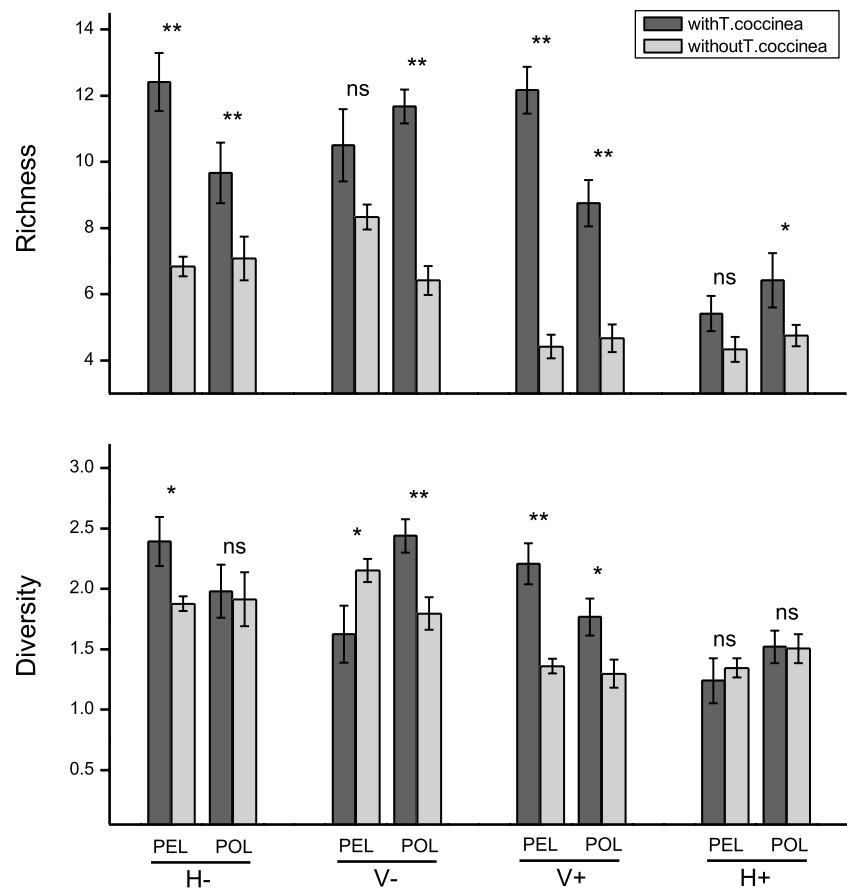 withT.coccinea
withoutT.coccinea
Richness
14
12
10
8
6
4
**
**
ns
**
**
**
ns
*
Diversity
3.0
2.5
2.0
1.5
1.0
0.5
*
ns
*
**
**
*
ns
ns
PEL POL PEL POL PEL POL PEL POL
H- V- V+ H+